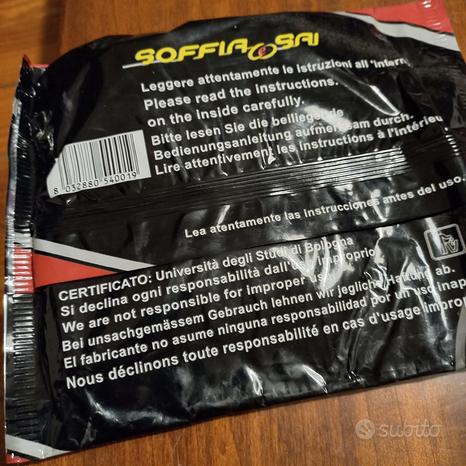 SOFFIA e SAI
Leggere attentamente le istruzioni all'intern
Please read the instructions.
on the inside carefully.
Bitte lesen Sie die beiliegende
Bedienungsanleitung aufmerksam durch.
Lire attentivement les instructions à l'intérieu
8 032880 540019
Lea atentamente las instrucciones antes del uso.
CERTIFICATO: Università degli Studi di Bologna
Si declina ogni responsabilità dall'uso improprio
We are not responsible for improper use
Bei unsachgemässem Gebrauch lehnen wir jegliche Haftung ab.
El fabricante no asume ninguna responsabilidad por un uso inap
Nous déclinons toute responsabilité en cas d'usage impro
subito